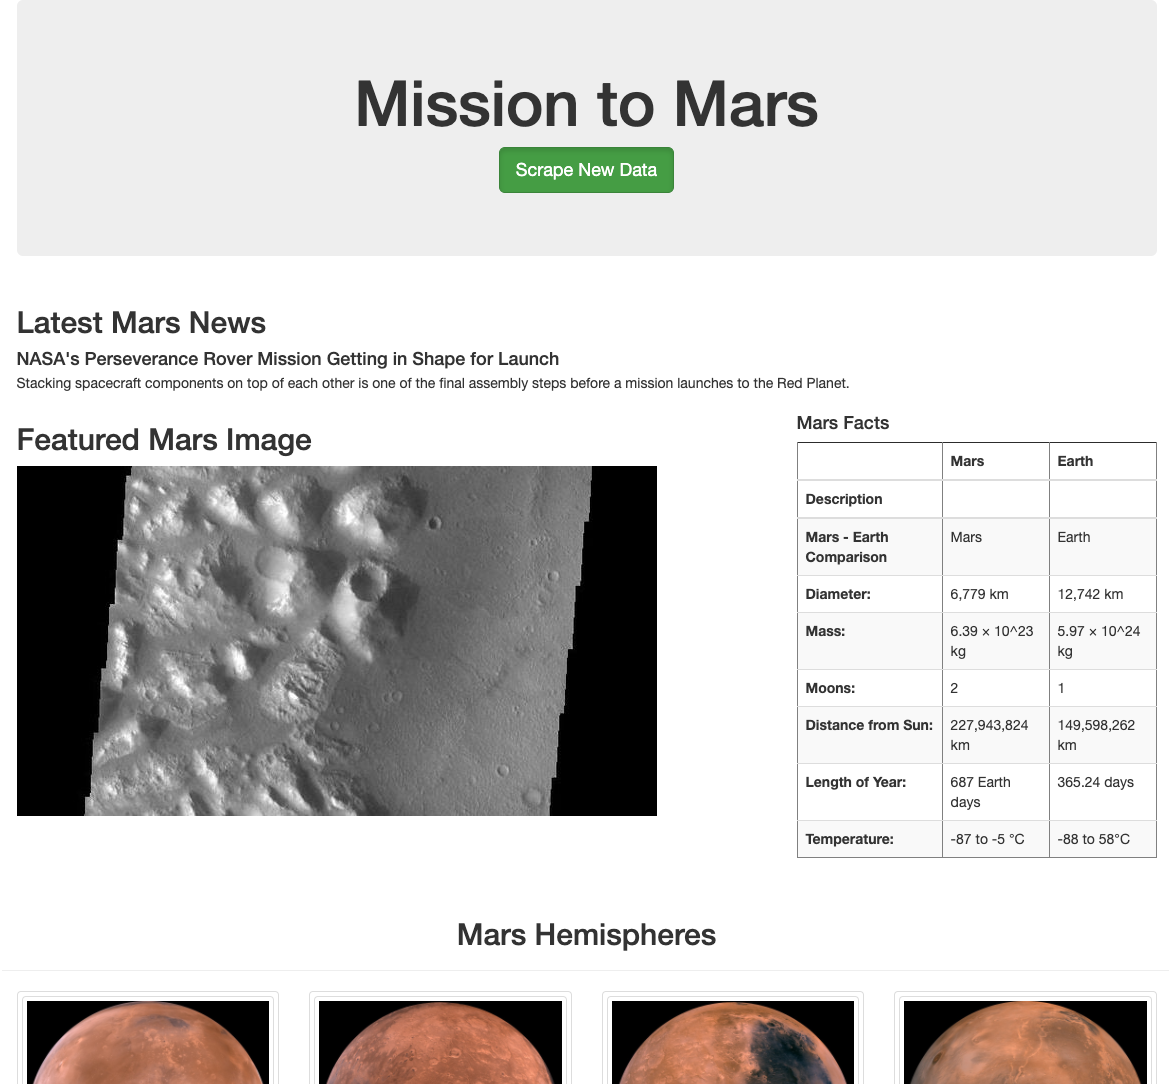 Mission to Mars
Scrape New Data
Latest Mars News
NASA's Perseverance Rover Mission Getting in Shape for Launch
Stacking spacecraft components on top of each other is one of the final assembly steps before a mission launches to the Red Planet.
Featured Mars Image
Mars Facts
Mars Earth
Description
Mars - Earth Comparison Mars Earth
Diameter: 6,779 km 12,742 km
Mass: 6.39 × 10^23 kg 5.97 × 10^24 kg
Moons: 2 1
Distance from Sun: 227,943,824 km 149,598,262 km
Length of Year: 687 Earth days 365.24 days
Temperature: -87 to -5 °C -88 to 58°C
Mars Hemispheres